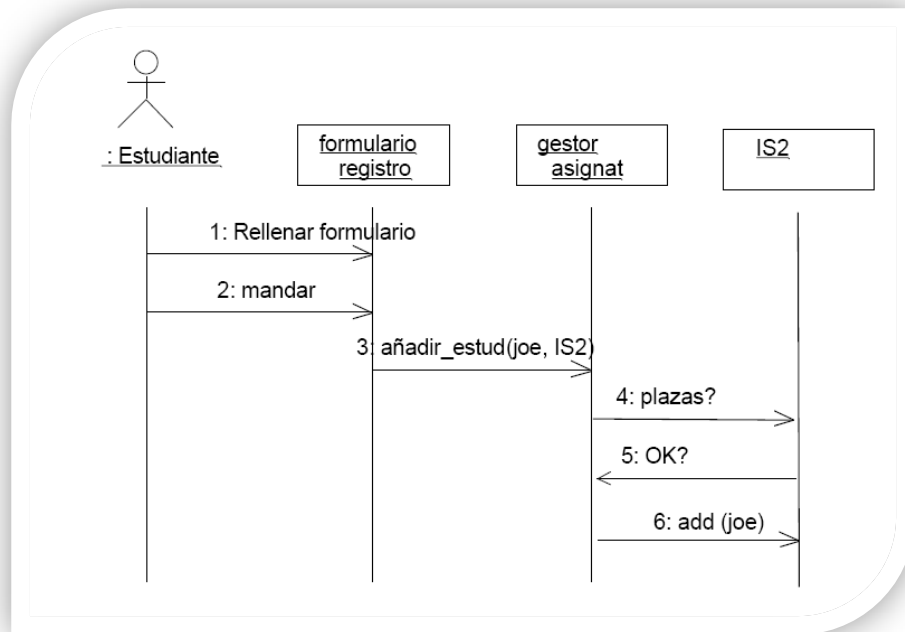 : Estudiante
formulario
registro
gestor
asignat
IS2
1: Rellenar formulario
2: mandar
3: añadir_estud(joe, IS2)
4: plazas?
5: OK?
6: add (joe)